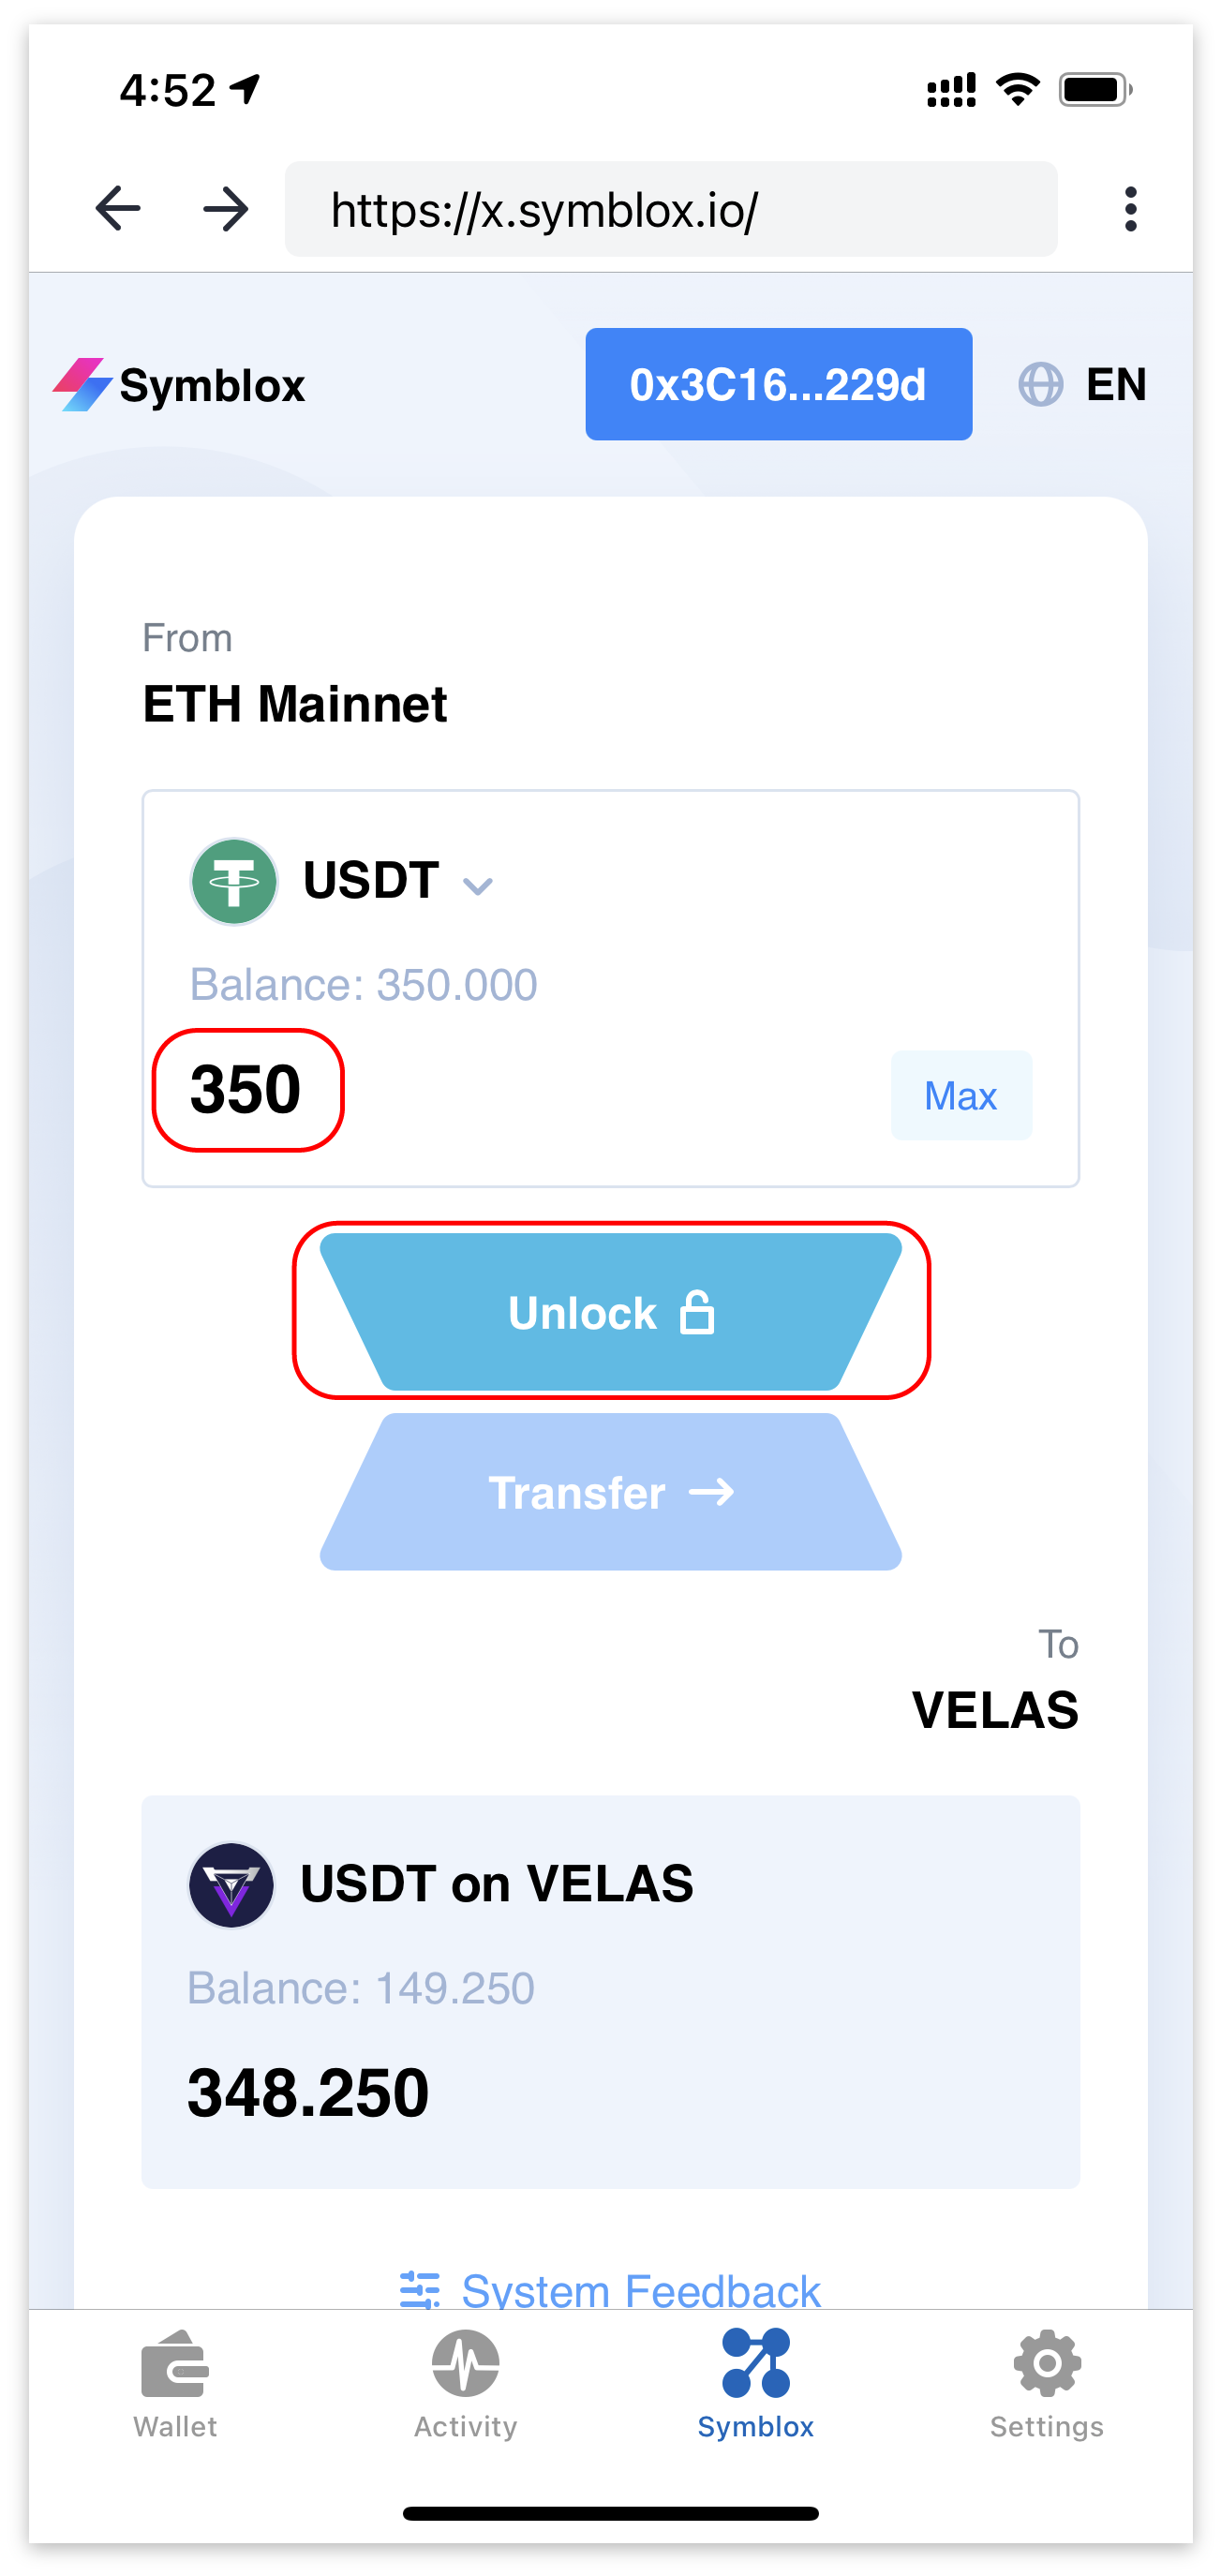 4:52
https://x.symblox.io/
Symblox
0x3C16...229d
EN
From
ETH Mainnet
USDT
Balance: 350.000
350
Max
Unlock
Transfer →
To
VELAS
USDT on VELAS
Balance: 149.250
348.250
System Feedback
Wallet
Activity
Symblox
Settings